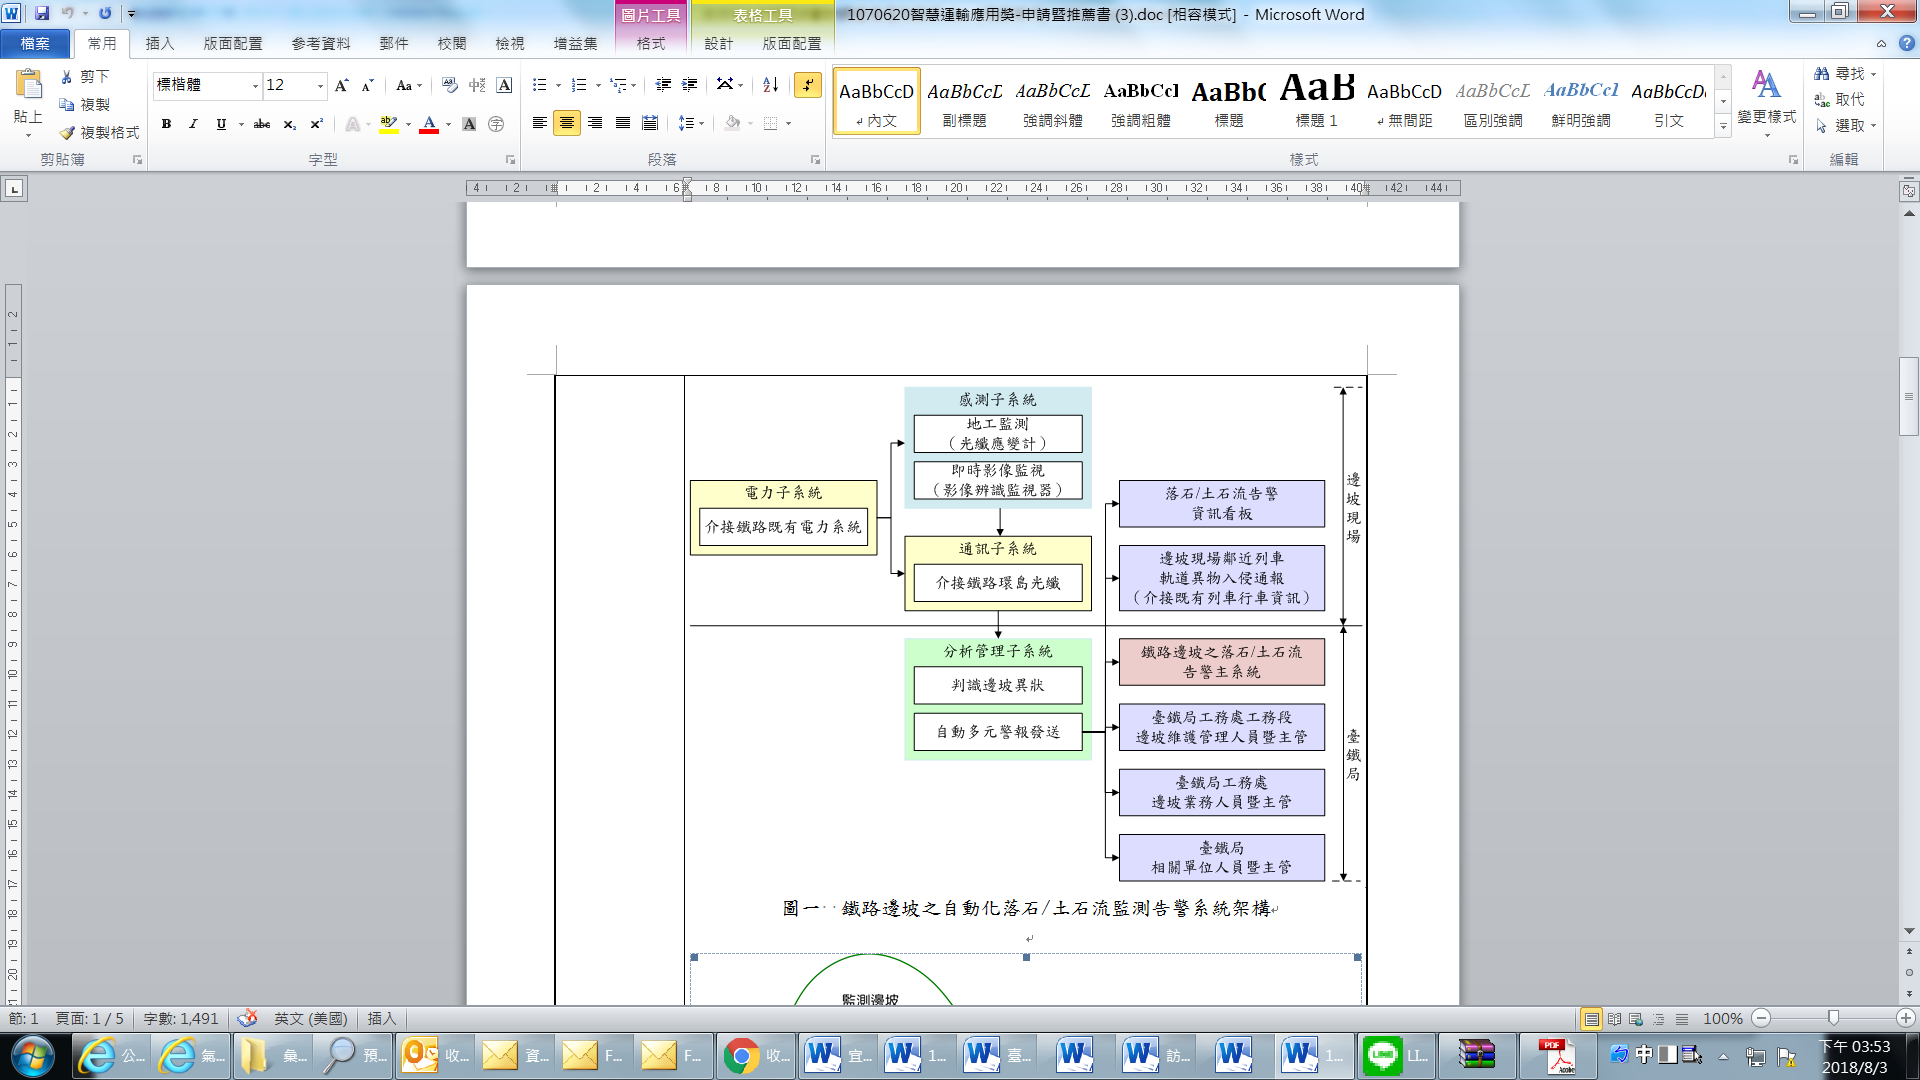 圖片工具
表格工具
1070620智慧運輸應用獎-申請暨推薦書 (3).doc [相容模式] - Microsoft Word
檔案 常用 插入 版面配置 參考資料 郵件 校閱 檢視 增益集 格式 設計 版面配置
貼上
剪下
複製
複製格式
剪貼簿
標楷體 12
字型
段落
AaBbCcD 內文
AaBbCcD 副標題
AaBbCcD 強調斜體
AaBbCcI 強調粗體
AaBbC 標題
AaB 標題 1
AaBbCcD 無間距
AaBbCcD 區別強調
AaBbCcI 鮮明強調
AaBbCcD 引文
變更樣式
樣式
尋找
取代
選取
編輯
感測子系統
地工監測
（光纖應變計）
即時影像監視
（影像辨識監視器）
電力子系統
介接鐵路既有電力系統
通訊子系統
介接鐵路環島光纖
落石/土石流告警
資訊看板
邊坡現場鄰近列車
軌道異物入侵通報
（介接既有列車行車資訊）
邊坡現場
分析管理子系統
判識邊坡異狀
自動多元警報發送
鐵路邊坡之落石/土石流
告警主系統
臺鐵局工務處工務段
邊坡維護管理人員暨主管
臺鐵局工務處
邊坡業務人員暨主管
臺鐵局
相關單位人員暨主管
臺鐵局
圖一 鐵路邊坡之自動化落石/土石流監測告警系統架構
監測邊坡
節: 1 頁面: 1 / 5 字數: 1,491 英文 (美國) 插入 100%
公... 氣... 彙... 預... 收... 資... F... F... 收... 宜... 1... 臺... 訪... 1... LI...
中
下午 03:53
2018/8/3